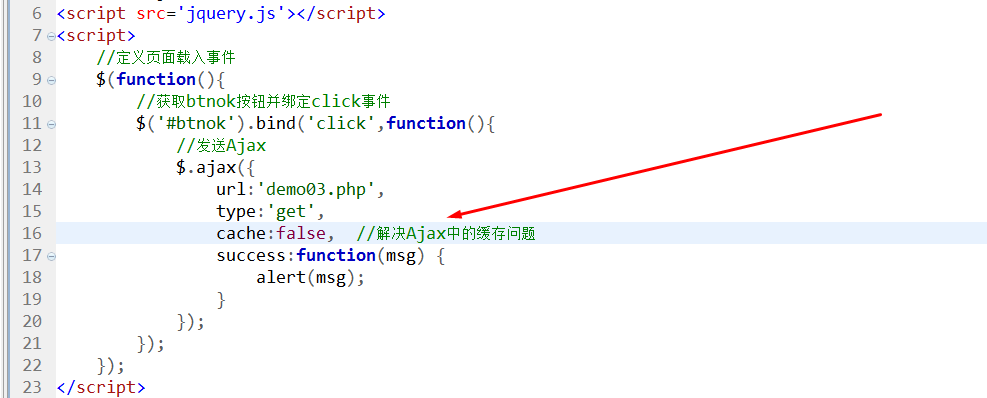 6 <script src='jquery.js'></script>
7 <script>
8 //定义页面载入事件
9 $(function(){
10 //获取btnok按钮并绑定click事件
11 $('#btnok').bind('click',function(){
12 //发送Ajax
13 $.ajax({
14 url:'demo03.php',
15 type:'get',
16 cache:false, //解决Ajax中的缓存问题
17 success:function(msg) {
18 alert(msg);
19 }
20 });
21 });
22 });
23 </script>